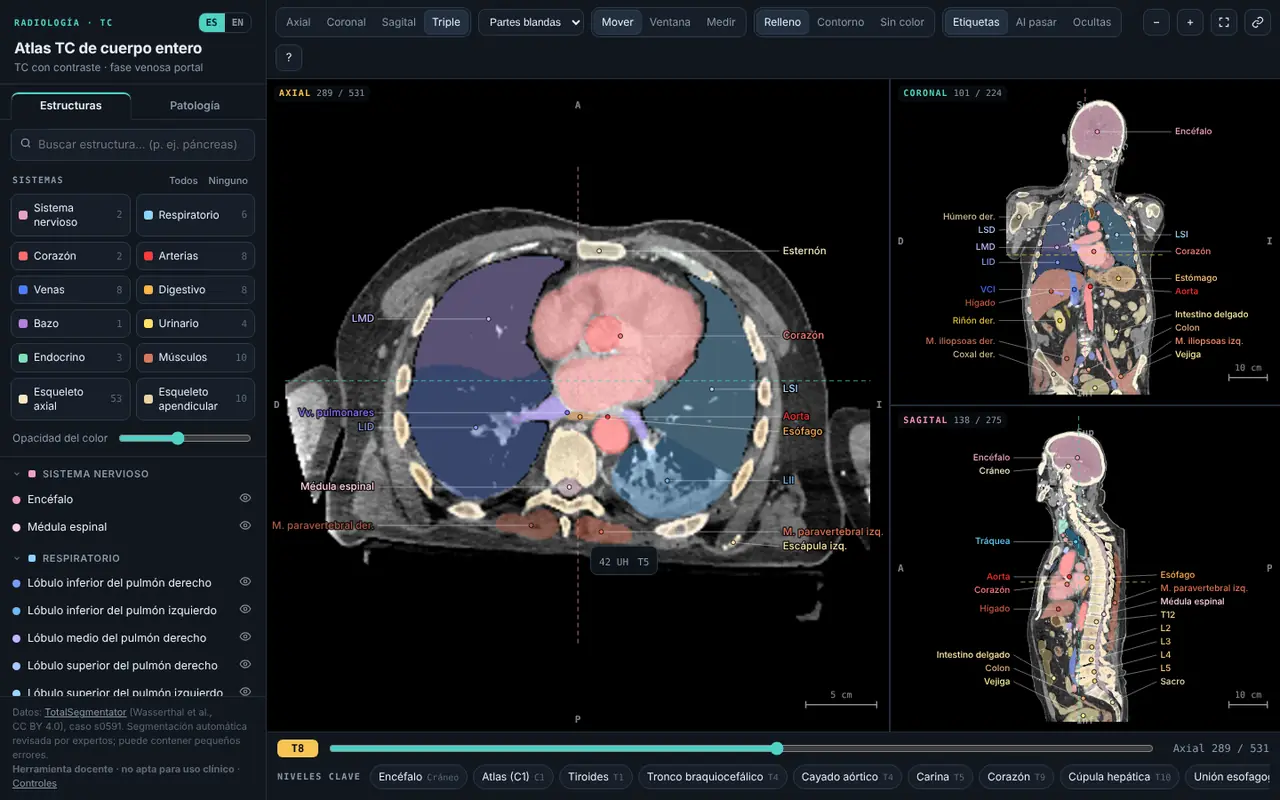 RADIOLOGÍA · TC
ES EN
Atlas TC de cuerpo entero
TC con contraste · fase venosa portal
Estructuras
Patología
Buscar estructura... (p. ej. páncreas)
SISTEMAS
Todos Ninguno
Sistema nervioso 2
Respiratorio 6
Corazón 2
Arterias 8
Venas 8
Digestivo 8
Bazo 1
Urinario 4
Endocrino 3
Músculos 10
Esqueleto axial 53
Esqueleto apendicular 10
Opacidad del color
SISTEMA NERVIOSO
Encéfalo
Médula espinal
RESPIRATORIO
Lóbulo inferior del pulmón derecho
Lóbulo inferior del pulmón izquierdo
Lóbulo medio del pulmón derecho
Lóbulo superior del pulmón derecho
Lóbulo superior del pulmón izquierdo
Datos: TotalSegmentator (Wasserthal et al.,
CC BY 4.0), caso s0591. Segmentación automática
revisada por expertos; puede contener pequeños
errores.
Herramienta docente · no apta para uso clínico ·
Controles
Axial Coronal Sagital Triple
Partes blandas
Mover Ventana Medir
Relleno Contorno Sin color
Etiquetas Al pasar Ocultas
− +
?
AXIAL 289 / 531
A
D
I
P
Esternón
LMD
Corazón
LSI
Vv. pulmonares
Aorta
LID
Esófago
Médula espinal
LII
M. paravertebral der.
M. paravertebral izq.
Escápula izq.
42 UH T5
5 cm
CORONAL 101 / 224
Encéfalo
Húmero der.
LSD
LSI
LMD
Corazón
LID
Estómago
VCI
Aorta
Hígado
Intestino delgado
Riñón der.
Colon
M. iliopsoas der.
M. iliopsoas izq.
Coxal der.
Vejiga
D
I
10 cm
SAGITAL 138 / 275
Sup
Encéfalo
Cráneo
Tráquea
A
P
Aorta
Esófago
Corazón
M. paravertebral izq.
Médula espinal
Hígado
T12
L2
L3
L4
Intestino delgado
Colon
L5
Vejiga
Sacro
10 cm
T8
Axial 289 / 531
NIVELES CLAVE
Encéfalo Cráneo
Atlas (C1) C1
Tiroides T1
Tronco braquiocefálico T4
Cayado aórtico T4
Carina T5
Corazón T9
Cúpula hepática T10
Unión